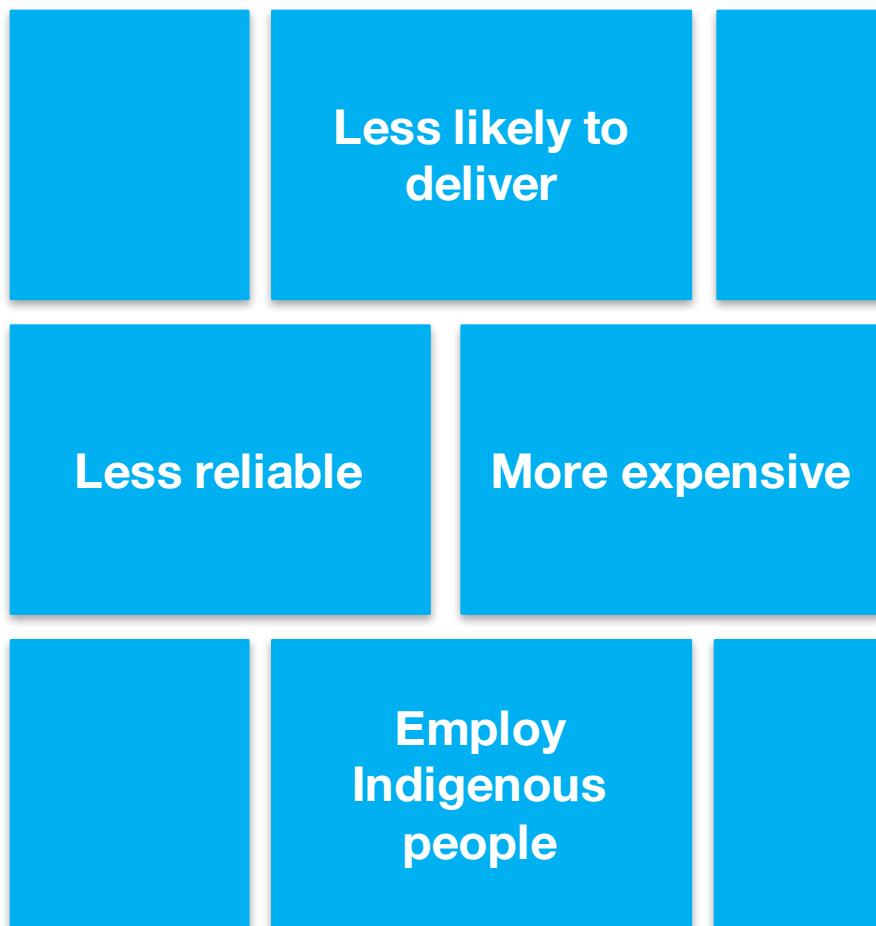 Less likely to
deliver
Less reliable
More expensive
Employ
Indigenous
people